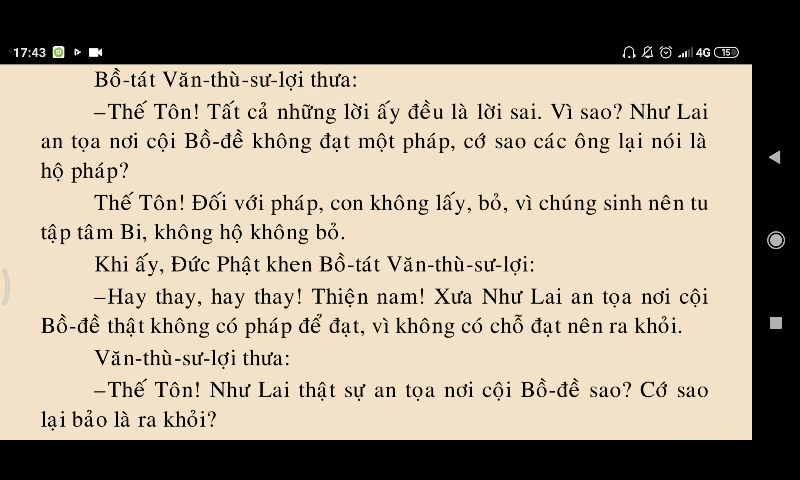 17:43
4G 15
Bồ-tát Văn-thù-sư-lợi thưa:
–Thế Tôn! Tất cả những lời ấy đều là lời sai. Vì sao? Như Lai
an tọa nơi cội Bồ-đề không đạt một pháp, cớ sao các ông lại nói là
hộ pháp?
Thế Tôn! Đối với pháp, con không lấy, bỏ, vì chúng sinh nên tu
tập tâm Bi, không hộ không bỏ.
Khi ấy, Đức Phật khen Bồ-tát Văn-thù-sư-lợi:
–Hay thay, hay thay! Thiện nam! Xưa Như Lai an tọa nơi cội
Bồ-đề thật không có pháp để đạt, vì không có chỗ đạt nên ra khỏi.
Văn-thù-sư-lợi thưa:
–Thế Tôn! Như Lai thật sự an tọa nơi cội Bồ-đề sao? Cớ sao
lại bảo là ra khỏi?